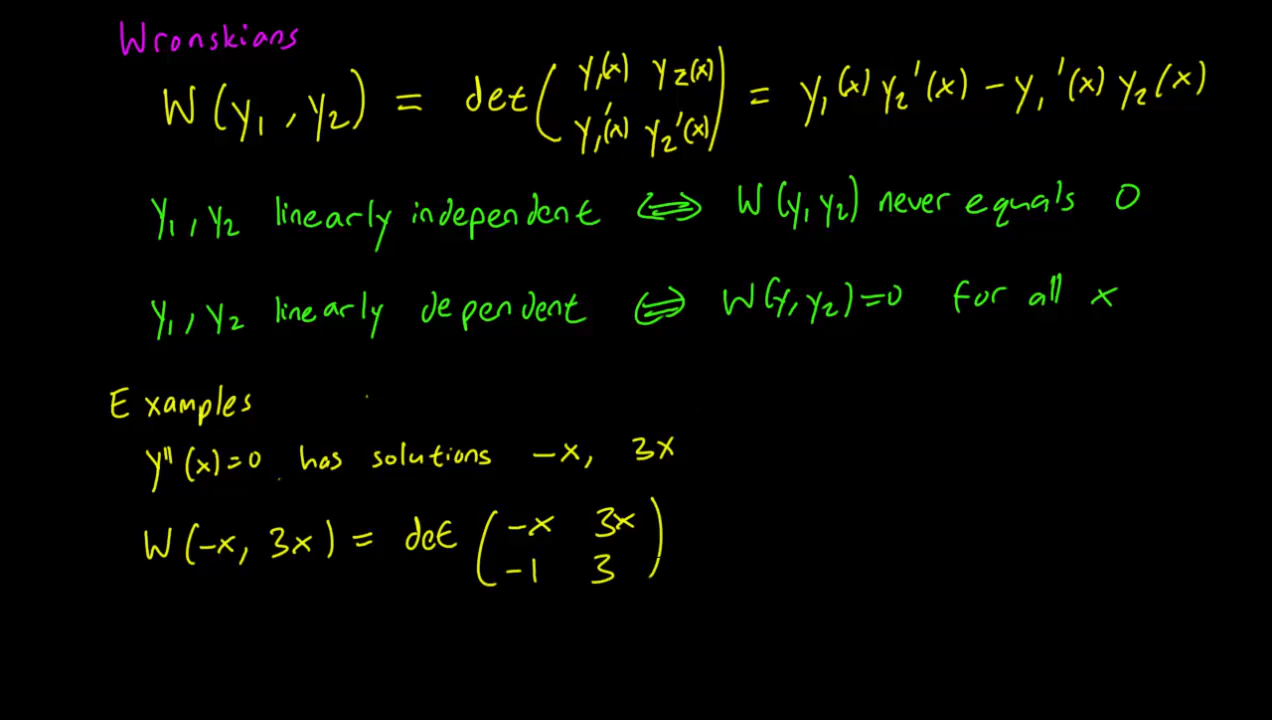 Wronskians
W(y₁, y₂) = det( y₁(x) y₂(x) ) = y₁(x) y₂'(x) − y₁'(x) y₂(x)
y₁'(x) y₂'(x)
y₁, y₂ linearly independent ⟺ W(y₁, y₂) never equals 0
y₁, y₂ linearly dependent ⟺ W(y₁, y₂)=0 for all x
Examples
y''(x)=0 has solutions −x, 3x
W(−x, 3x) = det ( −x 3x )
−1 3